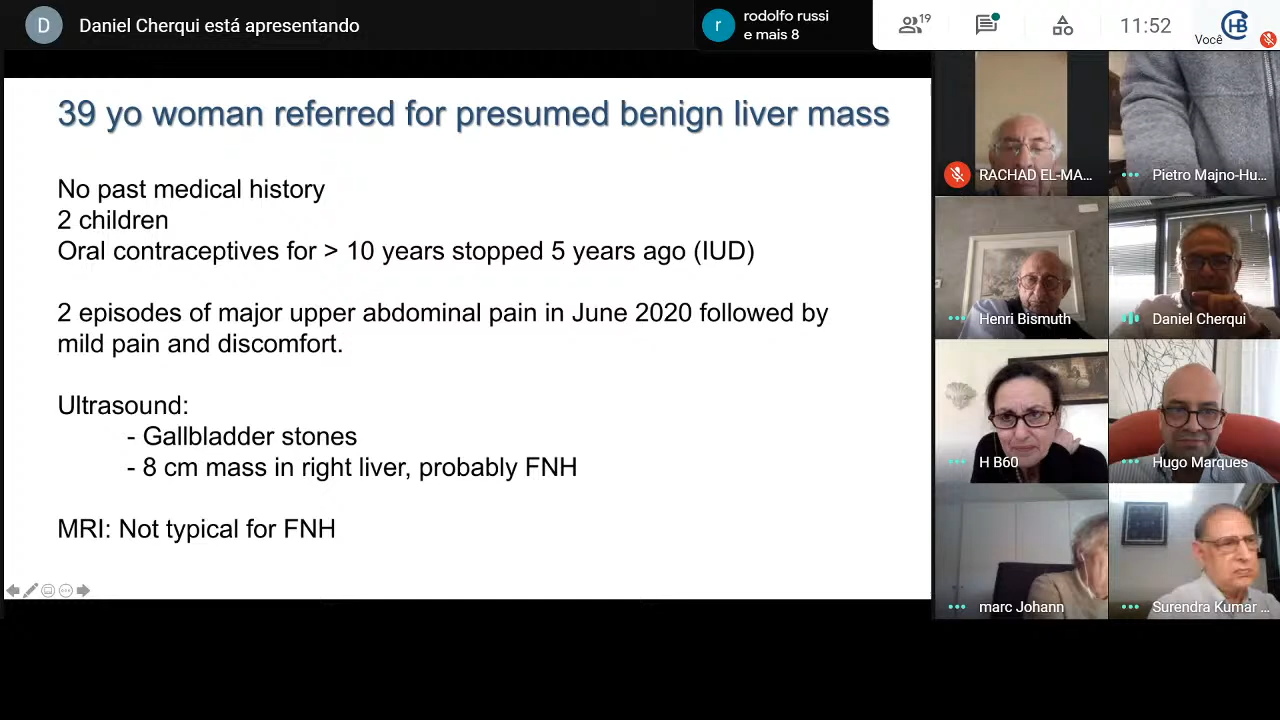 D
Daniel Cherqui está apresentando
r
rodolfo russi
e mais 8
19
11:52
Você
CHB
39 yo woman referred for presumed benign liver mass
No past medical history
2 children
Oral contraceptives for > 10 years stopped 5 years ago (IUD)
2 episodes of major upper abdominal pain in June 2020 followed by
mild pain and discomfort.
Ultrasound:
- Gallbladder stones
- 8 cm mass in right liver, probably FNH
MRI: Not typical for FNH
RACHAD EL-MA...
Pietro Majno-Hu...
Henri Bismuth
Daniel Cherqui
H B60
Hugo Marques
marc Johann
Surendra Kumar ...